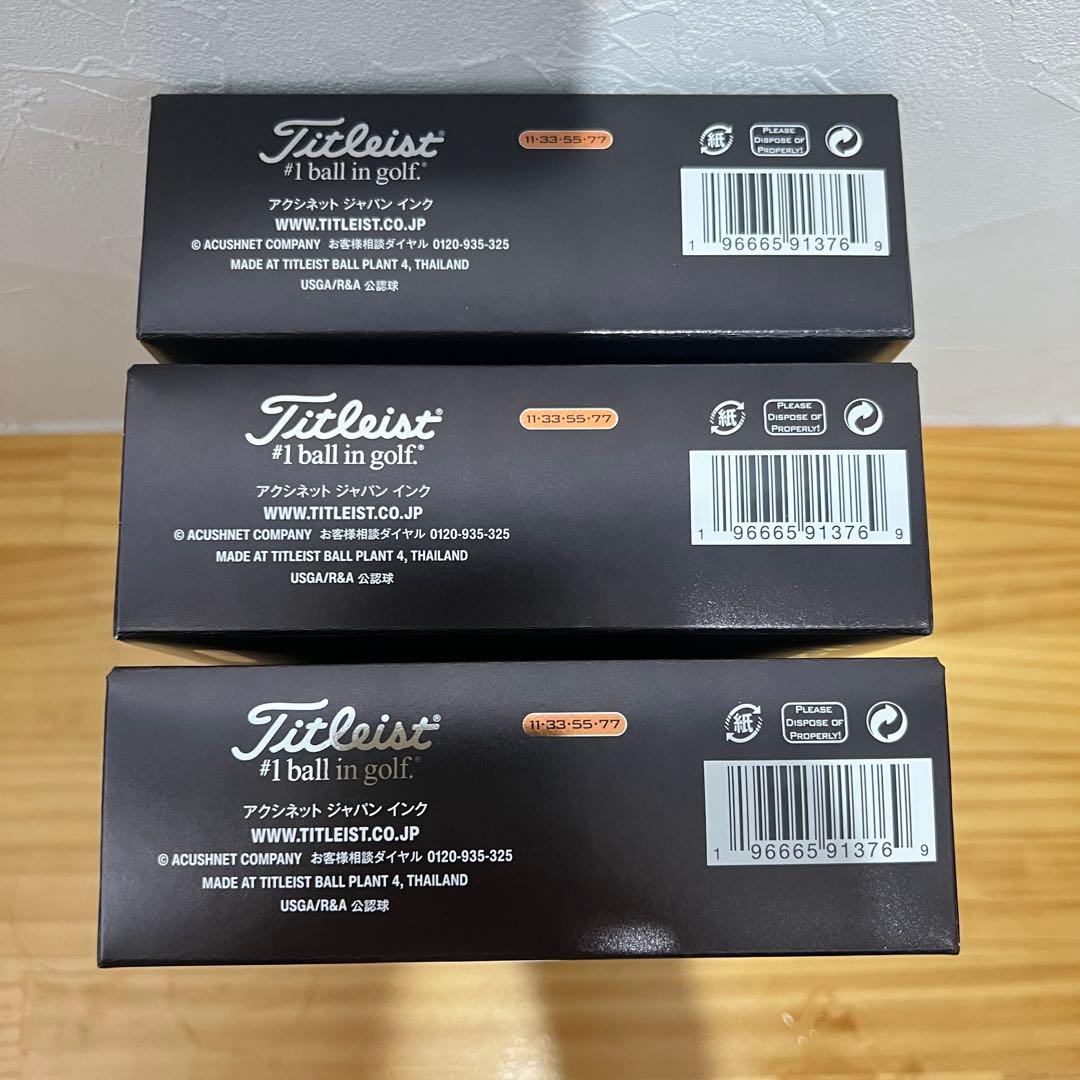 Titleist®
#1 ball in golf.®
アクシネット ジャパン インク
WWW.TITLEIST.CO.JP
© ACUSHNET COMPANY お客様相談ダイヤル 0120-935-325
MADE AT TITLEIST BALL PLANT 4, THAILAND
USGA/R&A 公認球
11·33·55·77
紙
PLEASE
DISPOSE OF
PROPERLY!
1 96665 91376 9
Titleist®
#1 ball in golf.®
アクシネット ジャパン インク
WWW.TITLEIST.CO.JP
© ACUSHNET COMPANY お客様相談ダイヤル 0120-935-325
MADE AT TITLEIST BALL PLANT 4, THAILAND
USGA/R&A 公認球
11·33·55·77
紙
PLEASE
DISPOSE OF
PROPERLY!
1 96665 91376 9
Titleist®
#1 ball in golf.®
アクシネット ジャパン インク
WWW.TITLEIST.CO.JP
© ACUSHNET COMPANY お客様相談ダイヤル 0120-935-325
MADE AT TITLEIST BALL PLANT 4, THAILAND
USGA/R&A 公認球
11·33·55·77
紙
PLEASE
DISPOSE OF
PROPERLY!
1 96665 91376 9